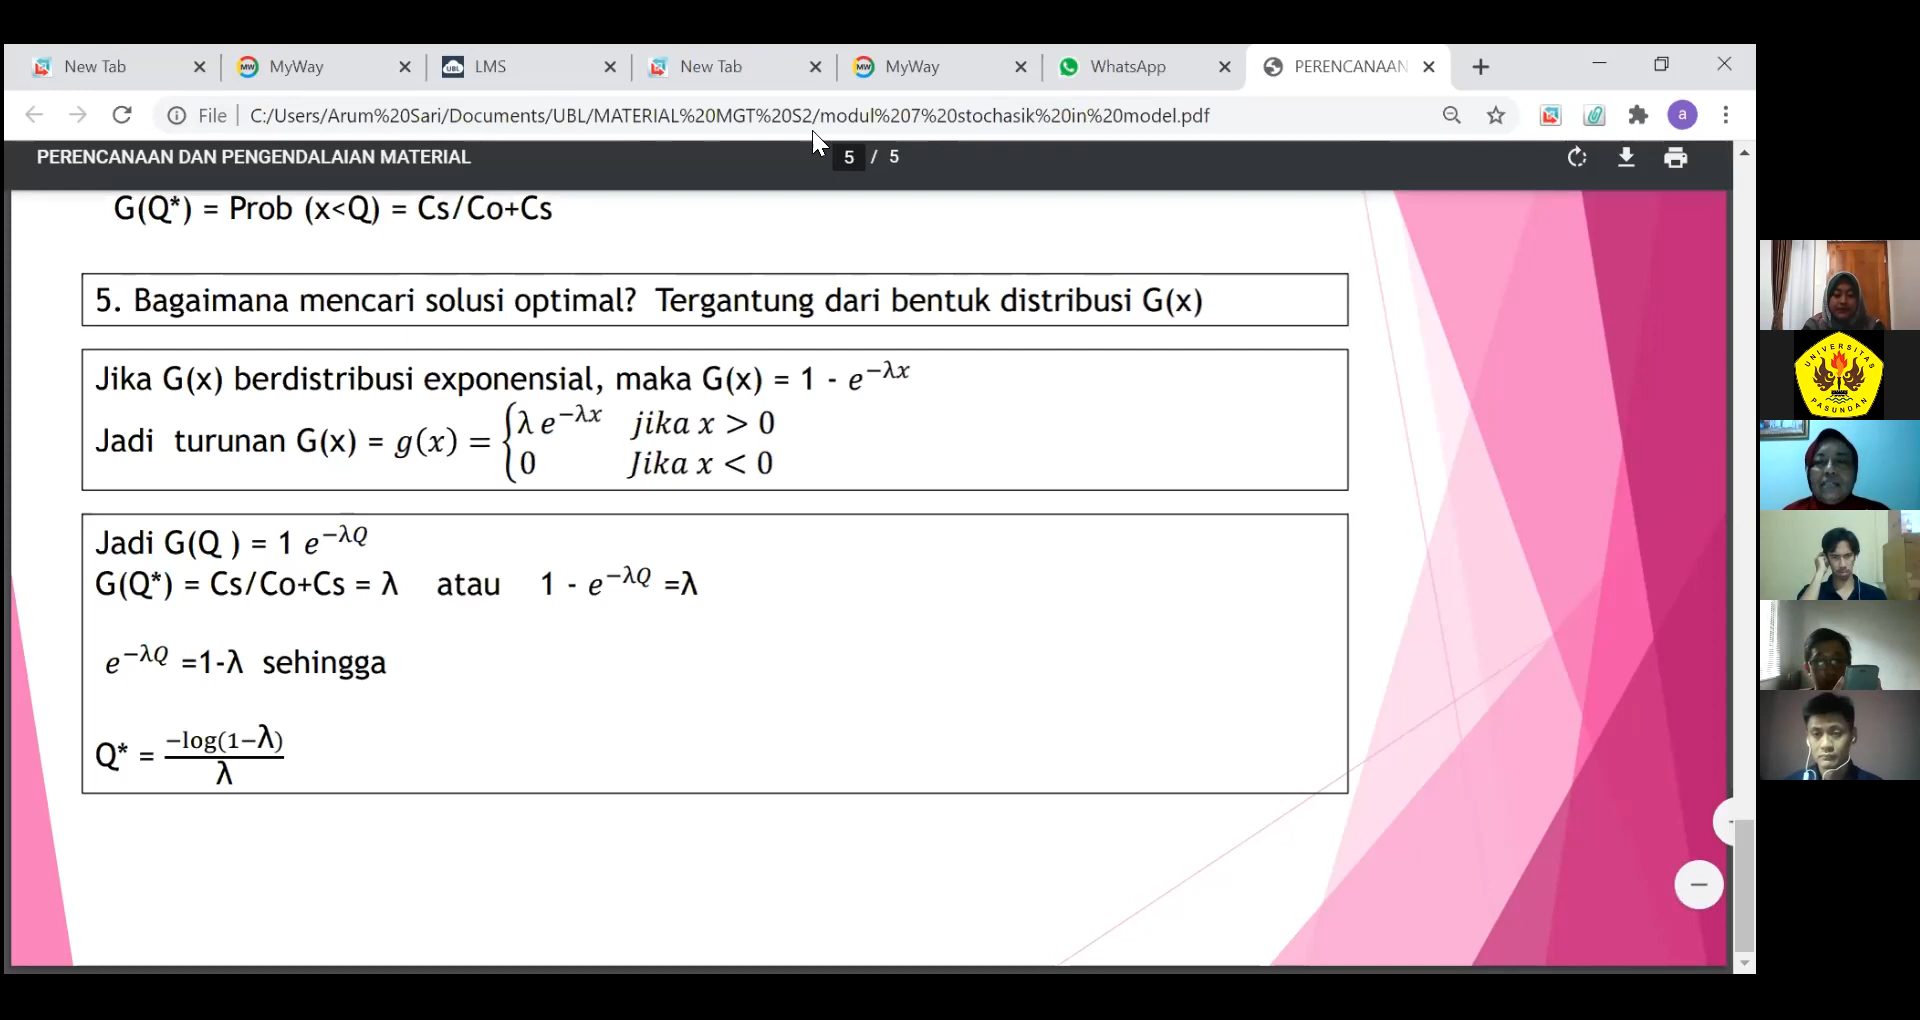 New Tab MyWay LMS New Tab MyWay WhatsApp PERENCANAAN
File C:/Users/Arum%20Sari/Documents/UBL/MATERIAL%20MGT%20S2/modul%207%20stochasik%20in%20model.pdf a
PERENCANAAN DAN PENGENDALAIAN MATERIAL 5 / 5
G(Q*) = Prob (x<Q) = Cs/Co+Cs
5. Bagaimana mencari solusi optimal? Tergantung dari bentuk distribusi G(x)
Jika G(x) berdistribusi exponensial, maka G(x) = 1 - e^{−λx}
Jadi turunan G(x) = g(x) = { λ e^{−λx} jika x > 0
0 Jika x < 0
Jadi G(Q ) = 1 e^{−λQ}
G(Q*) = Cs/Co+Cs = λ atau 1 - e^{−λQ} =λ
e^{−λQ} =1-λ sehingga
Q* = −log(1−λ) / λ
UNIVERSITAS
PASUNDAN